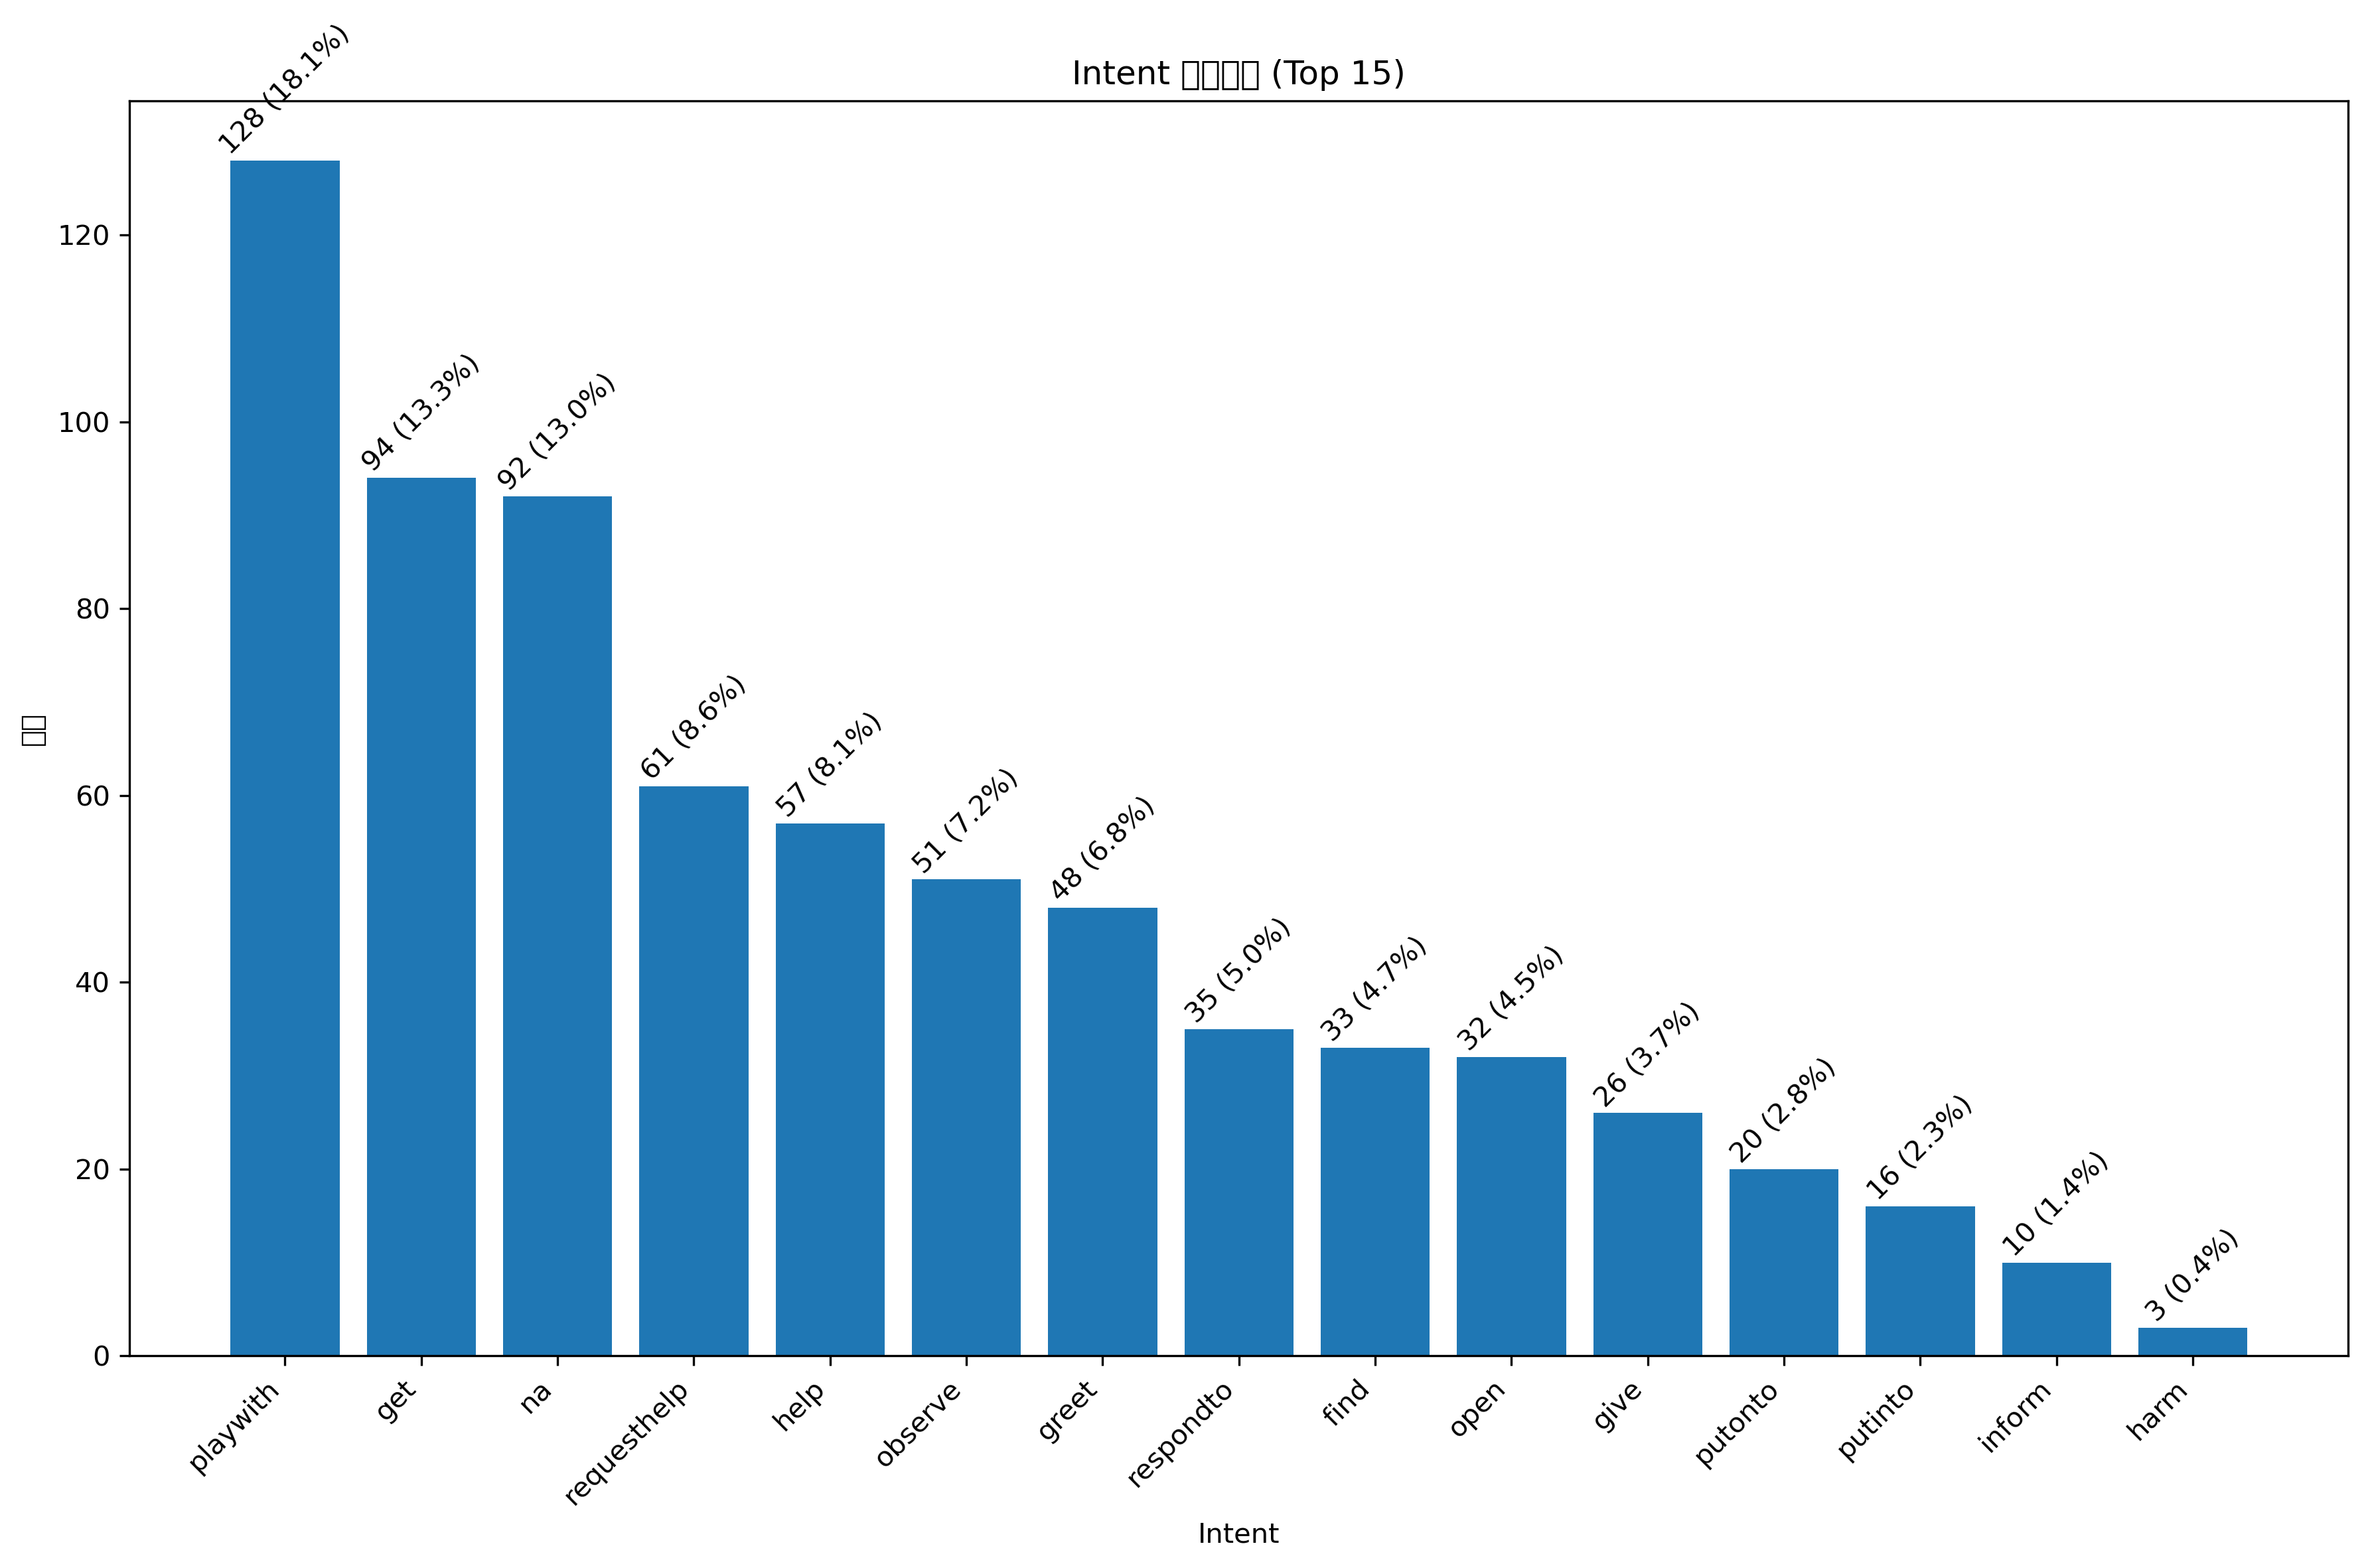 Intent (Top 15)
128 (18.1%)
94 (13.3%)
92 (13.0%)
61 (8.6%)
57 (8.1%)
51 (7.2%)
48 (6.8%)
35 (5.0%)
33 (4.7%)
32 (4.5%)
26 (3.7%)
20 (2.8%)
16 (2.3%)
10 (1.4%)
3 (0.4%)
120
100
80
60
40
20
0
playwith
get
na
requesthelp
help
observe
greet
respondto
find
open
give
putonto
putinto
inform
harm
Intent